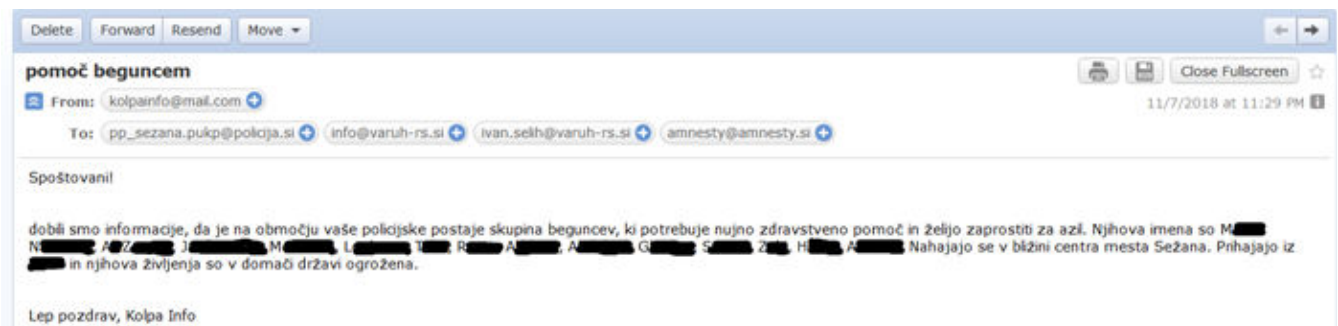 Delete Forward Resend Move
pomoč beguncem
Close Fullscreen
From: kolpainfo@mail.com
11/7/2018 at 11:29 PM
To: pp_sezana.pukp@policija.si info@varuh-rs.si ivan.selih@varuh-rs.si amnesty@amnesty.si
Spoštovani!
dobili smo informacije, da je na območju vaše policijske postaje skupina beguncev, ki potrebuje nujno zdravstveno pomoč in želijo zaprositi za azil. Njihova imena so M
Nahajajo se v bližini centra mesta Sežana. Prihajajo iz
in njihova življenja so v domači državi ogrožena.
Lep pozdrav, Kolpa Info